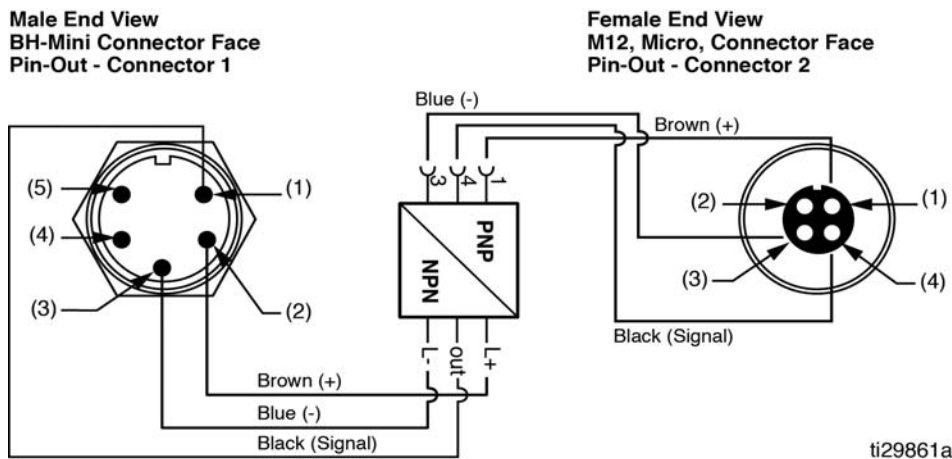 Male End View
BH-Mini Connector Face
Pin-Out - Connector 1
Female End View
M12, Micro, Connector Face
Pin-Out - Connector 2
Blue (-)
Brown (+)
3
4
1
(5)
(1)
(4)
(3)
(2)
PNP
NPN
(2)
(1)
(3)
(4)
Black (Signal)
L-
out
L+
Brown (+)
Blue (-)
Black (Signal)
ti29861a